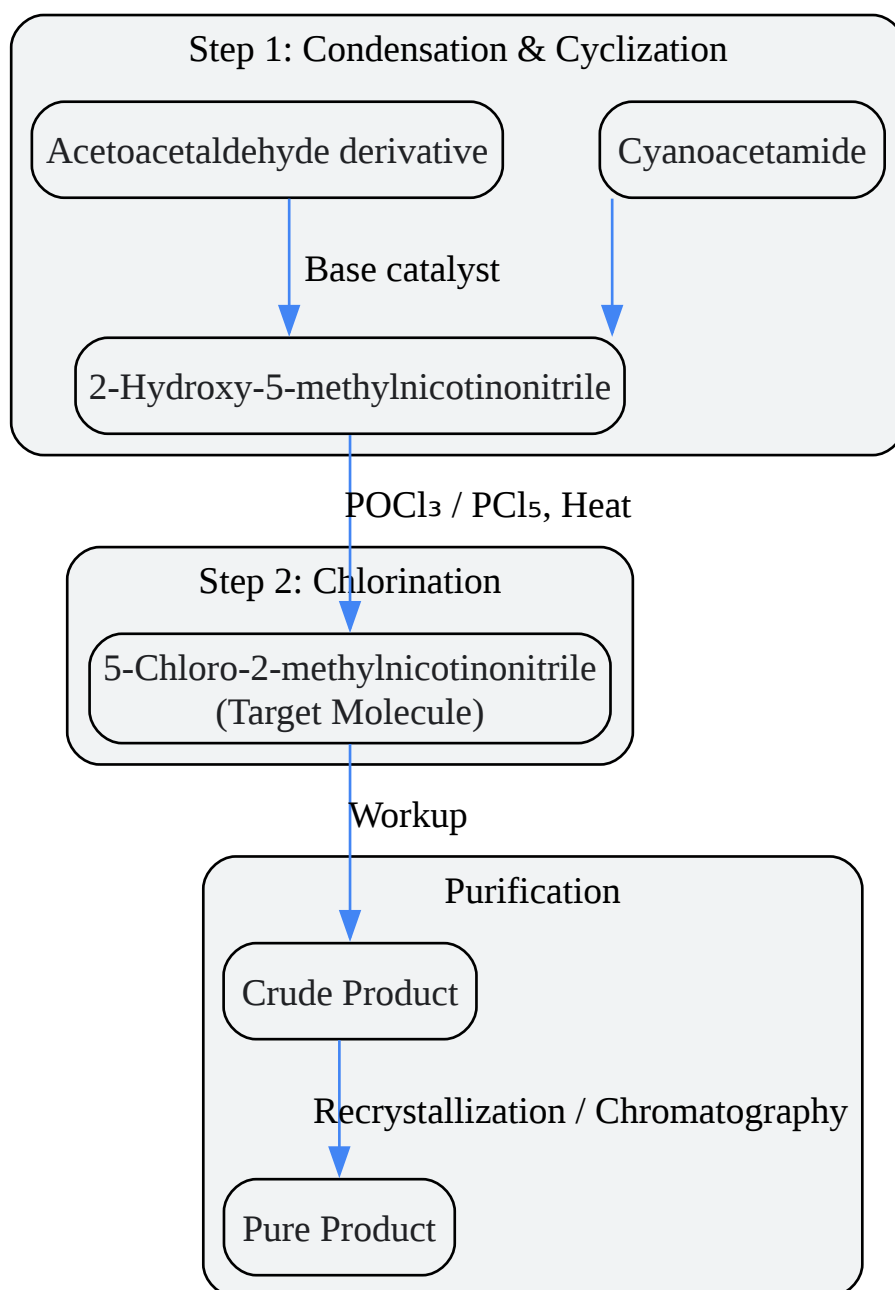 Step 1: Condensation & Cyclization
Acetoacetaldehyde derivative
Cyanoacetamide
Base catalyst
2-Hydroxy-5-methylnicotinonitrile
POCl₃ / PCl₅, Heat
Step 2: Chlorination
5-Chloro-2-methylnicotinonitrile
(Target Molecule)
Workup
Purification
Crude Product
Recrystallization / Chromatography
Pure Product